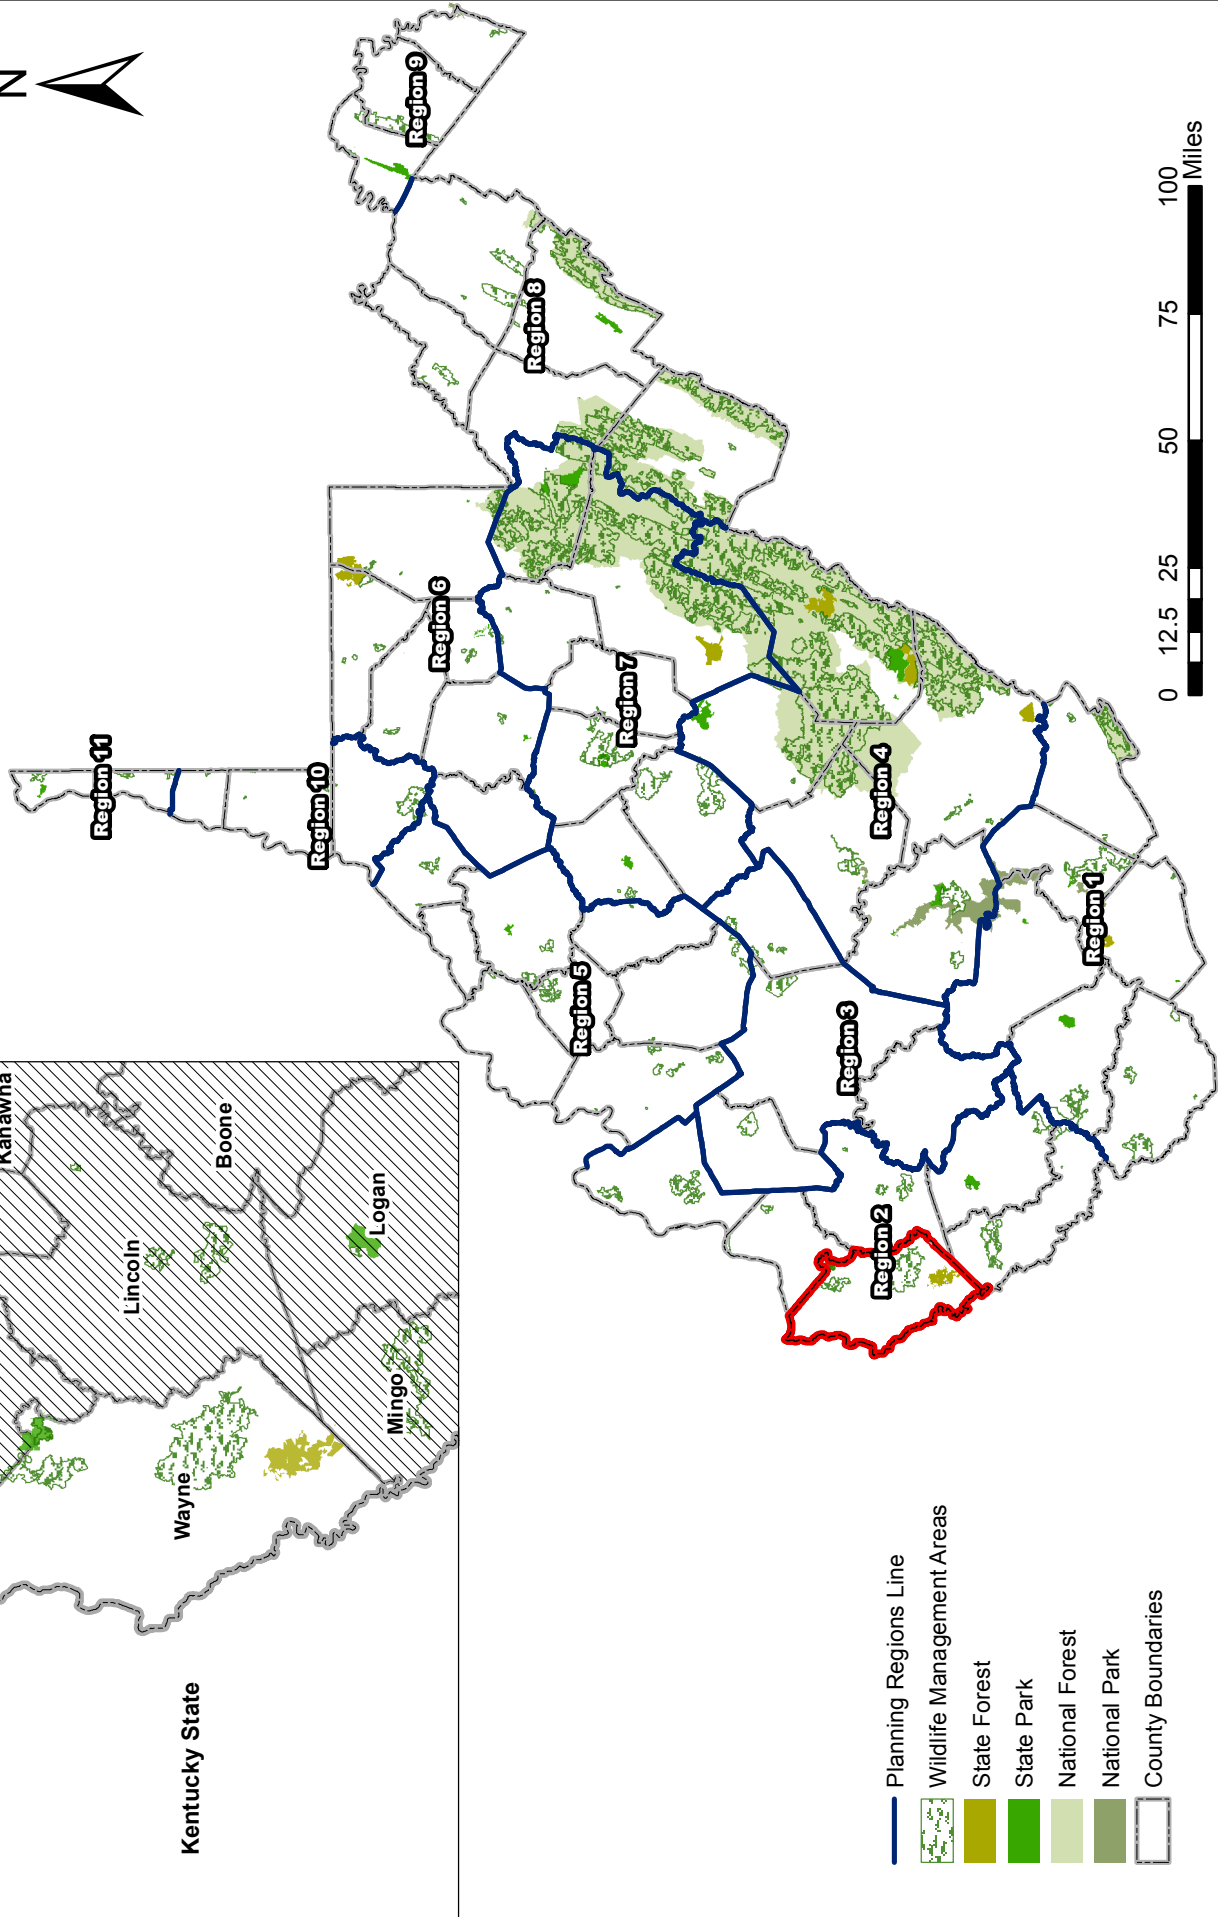 N
Kanawha
Boone
Lincoln
Logan
Mingo
Wayne
Kentucky State
Region 11
Region 10
Region 9
Region 8
Region 6
Region 7
Region 5
Region 4
Region 3
Region 1
Region 2
Planning Regions Line
Wildlife Management Areas
State Forest
State Park
National Forest
National Park
County Boundaries
0 12.5 25 50 75 100
Miles